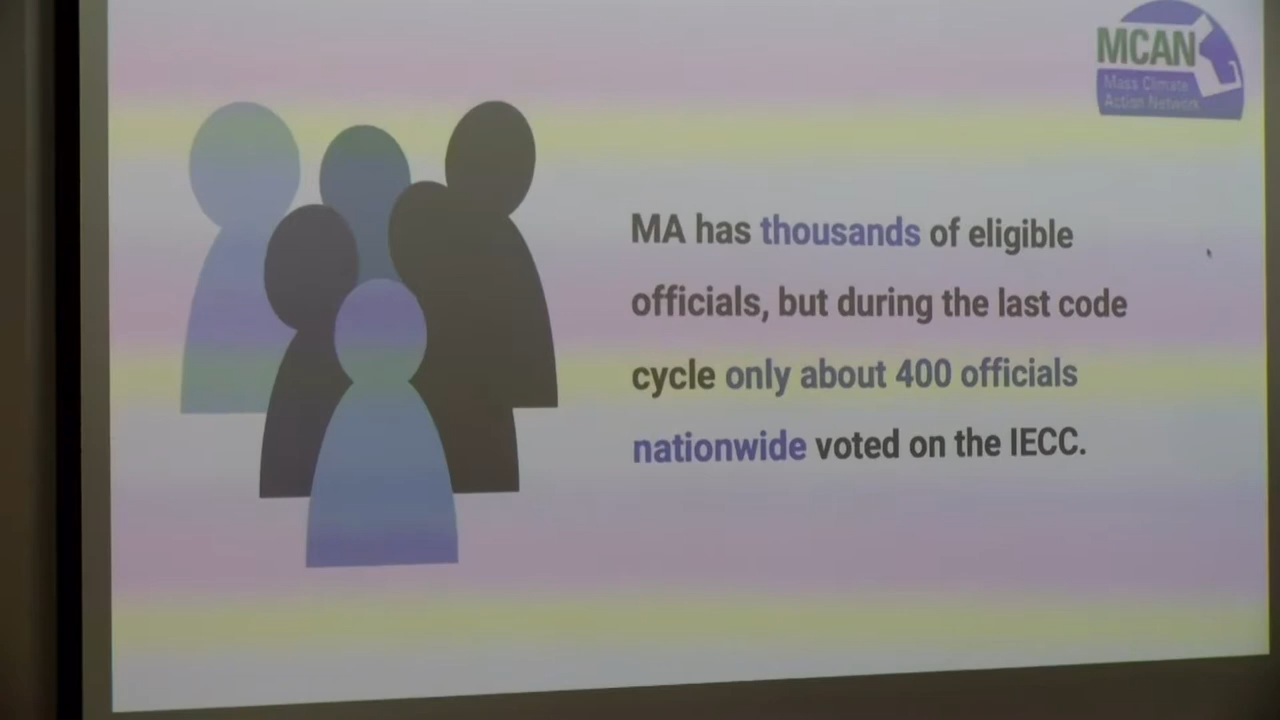 MCAN
Mass Climate
Action Network
MA has thousands of eligible
officials, but during the last code
cycle only about 400 officials
nationwide voted on the IECC.